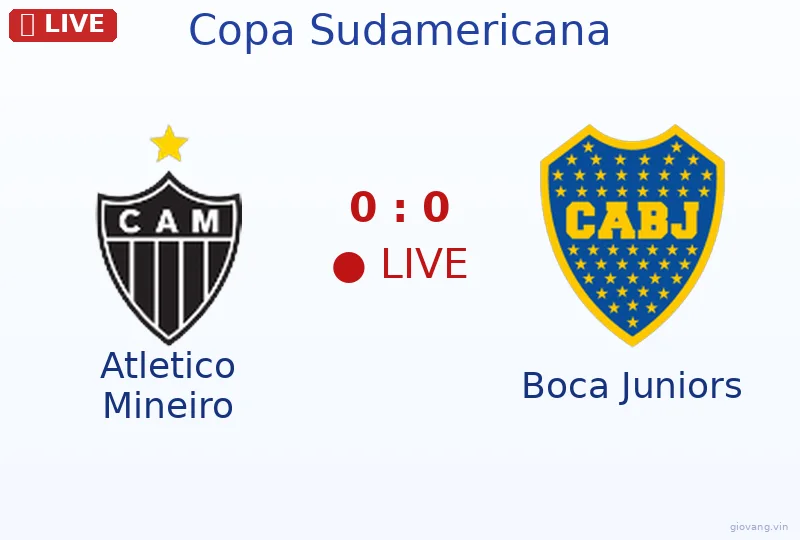 LIVE
Copa Sudamericana
CAM
CABJ
0 : 0
● LIVE
Atletico
Mineiro
Boca Juniors
giovang.vin